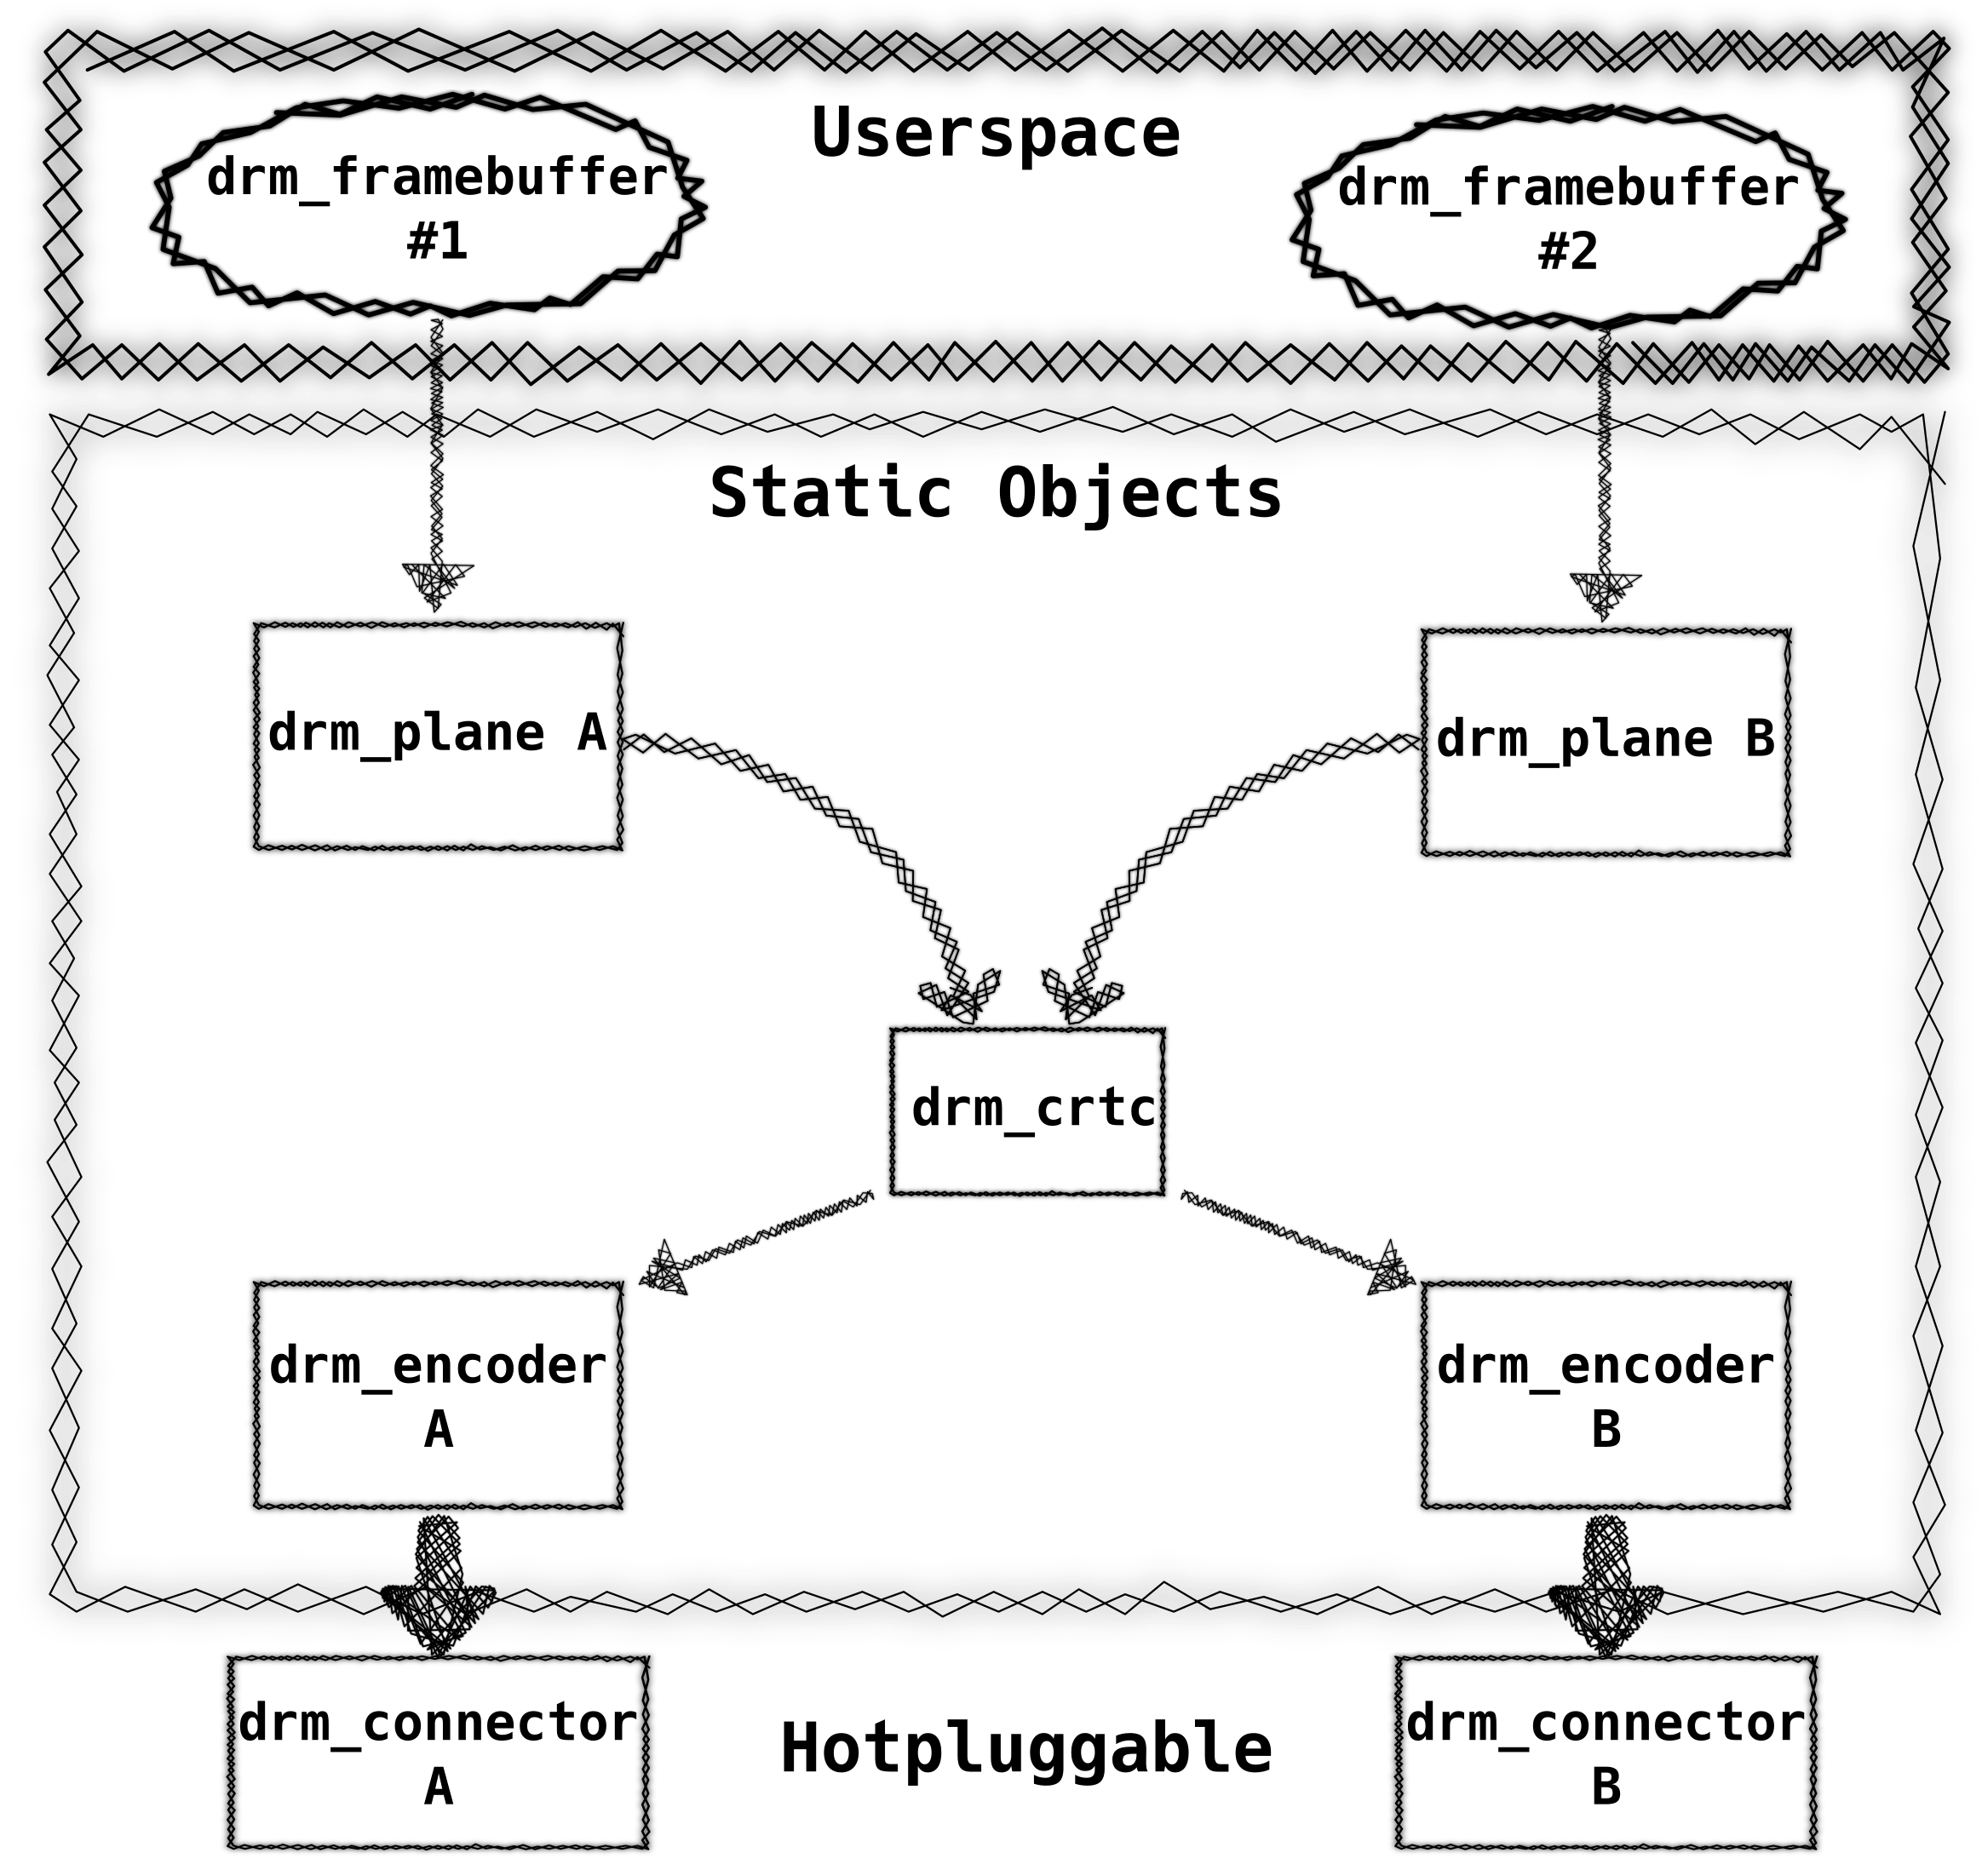 Userspace
drm_framebuffer
#1
drm_framebuffer
#2
Static Objects
drm_plane A
drm_plane B
drm_crtc
drm_encoder
A
drm_encoder
B
drm_connector
A
Hotpluggable
drm_connector
B